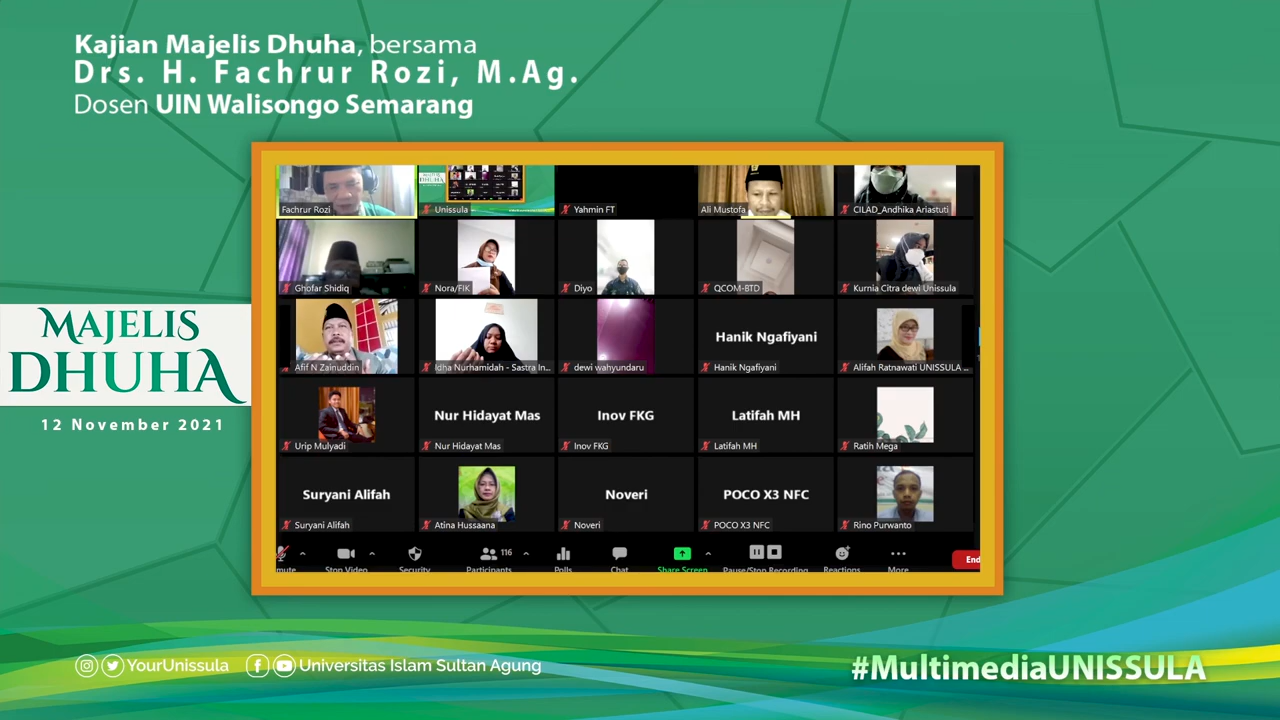 Kajian Majelis Dhuha, bersama
Drs. H. Fachrur Rozi, M.Ag.
Dosen UIN Walisongo Semarang
MAJELIS
DHUHA
12 November 2021
Fachrur Rozi
Unissula
Yahmin FT
Ali Mustofa
CILAD_Andhika Ariastuti
Ghofar Shidiq
Nora/FIK
Diyo
QCOM-BTD
Kurnia Citra dewi Unissula
Afif N Zainuddin
Idha Nurhamidah - Sastra In...
dewi wahyundaru
Hanik Ngafiyani
Hanik Ngafiyani
Alifah Ratnawati UNISSULA ..
Urip Mulyadi
Nur Hidayat Mas
Nur Hidayat Mas
Inov FKG
Inov FKG
Latifah MH
Latifah MH
Ratih Mega
Suryani Alifah
Suryani Alifah
Atina Hussaana
Noveri
Noveri
POCO X3 NFC
POCO X3 NFC
Rino Purwanto
mute
Stop Video
Security
116
Participants
Polls
Chat
Share Screen
Pause/Stop Recording
Reactions
More
End
YourUnissula
Universitas Islam Sultan Agung
#MultimediaUNISSULA